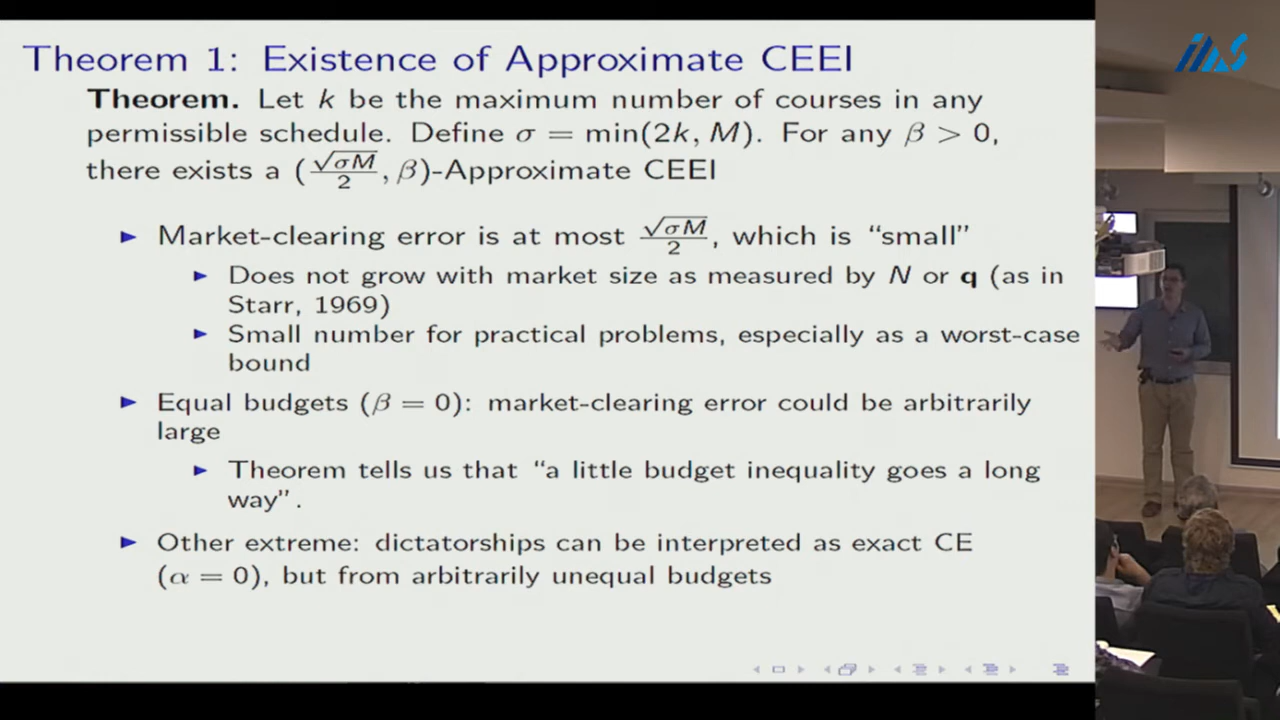 Theorem 1: Existence of Approximate CEEI
Theorem. Let k be the maximum number of courses in any
permissible schedule. Define σ = min(2k, M). For any β > 0,
there exists a (√σM/2, β)-Approximate CEEI
► Market-clearing error is at most √σM/2, which is “small”
► Does not grow with market size as measured by N or q (as in
Starr, 1969)
► Small number for practical problems, especially as a worst-case
bound
► Equal budgets (β = 0): market-clearing error could be arbitrarily
large
► Theorem tells us that “a little budget inequality goes a long
way”.
► Other extreme: dictatorships can be interpreted as exact CE
(α = 0), but from arbitrarily unequal budgets